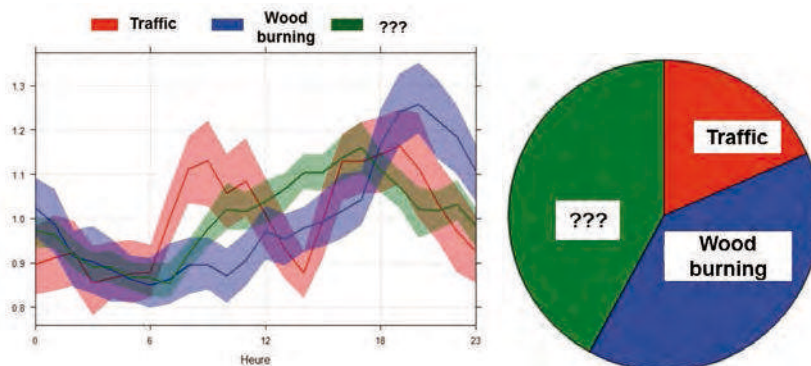 Traffic
Wood
burning
???
1.3
1.2
1.1
1.0
0.9
0.8
0
6
12
18
23
Heure
Traffic
???
Wood
burning